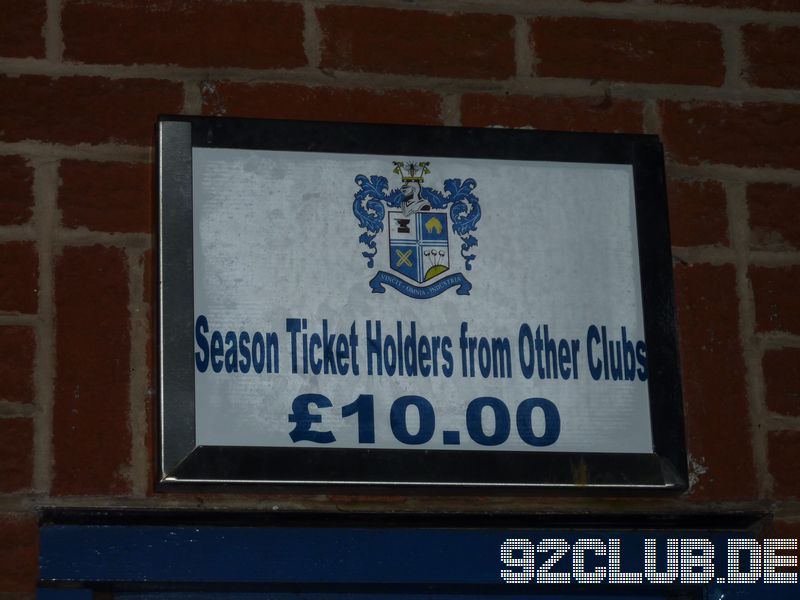 VINCIT - OMNIA - INDUSTRIA
Season Ticket Holders from Other Clubs
£10.00
92CLUB.DE